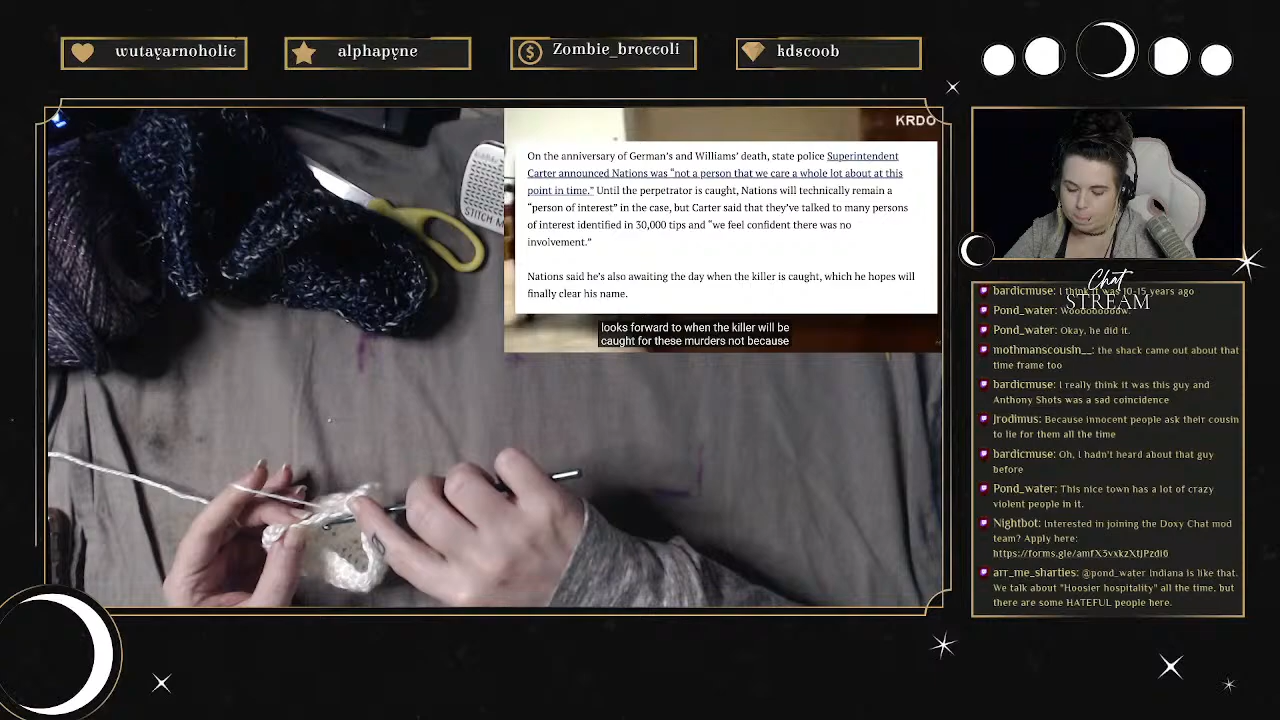 wutayarnoholic
alphapyne
Zombie_broccoli
kdscoob
KRDO
On the anniversary of German's and Williams' death, state police Superintendent
Carter announced Nations was "not a person that we care a whole lot about at this
point in time." Until the perpetrator is caught, Nations will technically remain a
"person of interest" in the case, but Carter said that they've talked to many persons
of interest identified in 30,000 tips and "we feel confident there was no
involvement."
Nations said he's also awaiting the day when the killer is caught, which he hopes will
finally clear his name.
looks forward to when the killer will be
caught for these murders not because
STITCH
Chat
STREAM
bardicmuse: I think it was 10-15 years ago
Pond_water: Wooooooooow.
Pond_water: Okay, he did it.
mothmanscousin__: the shack came out about that
time frame too
bardicmuse: I really think it was this guy and
Anthony Shots was a sad coincidence
Jrodimus: Because innocent people ask their cousin
to lie for them all the time
bardicmuse: Oh, I hadn't heard about that guy
before
Pond_water: This nice town has a lot of crazy
violent people in it.
Nightbot: Interested in joining the Doxy Chat mod
team? Apply here:
https://forms.gle/amfX3vxkzXtJPzdi6
arr_me_sharties: @pond_water Indiana is like that.
We talk about "Hoosier hospitality" all the time, but
there are some HATEFUL people here.